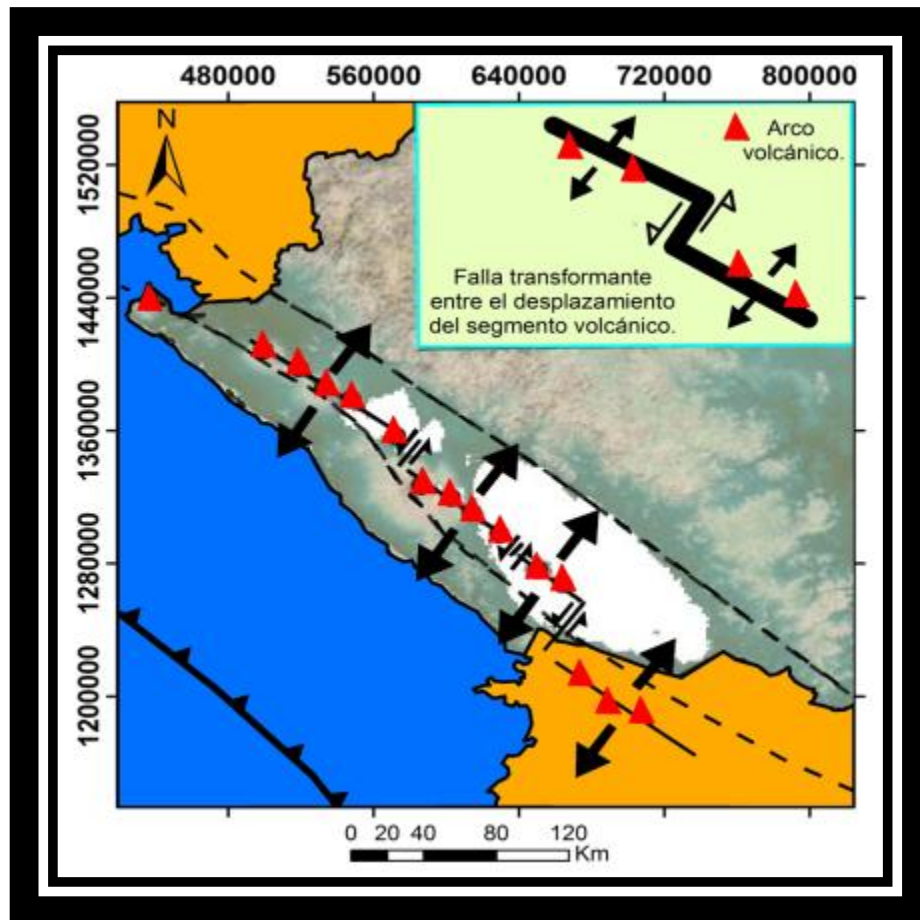 480000 560000 640000 720000 800000
N
Arco
volcánico.
Falla transformante
entre el desplazamiento
del segmento volcánico.
1520000
1440000
1360000
1280000
1200000
0 20 40 80 120
Km